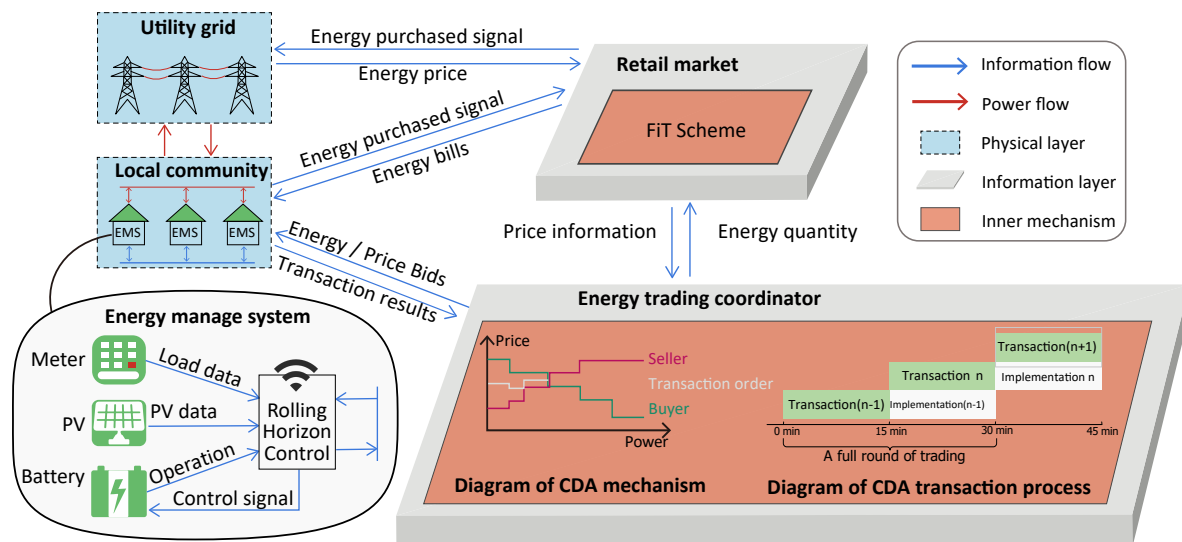 Utility grid
Energy purchased signal
Energy price
Retail market
FiT Scheme
Information flow
Power flow
Physical layer
Information layer
Inner mechanism
Energy purchased signal
Energy bills
Local community
EMS
EMS
EMS
Price information
Energy quantity
Energy / Price Bids
Transaction results
Energy manage system
Meter
Load data
PV
PV data
Battery
Operation
Control signal
Rolling
Horizon
Control
Energy trading coordinator
Price
Seller
Transaction order
Buyer
Power
Diagram of CDA mechanism
Transaction(n+1)
Transaction n
Implementation n
Transaction(n-1)
Implementation(n-1)
0 min
15 min
30 min
45 min
A full round of trading
Diagram of CDA transaction process